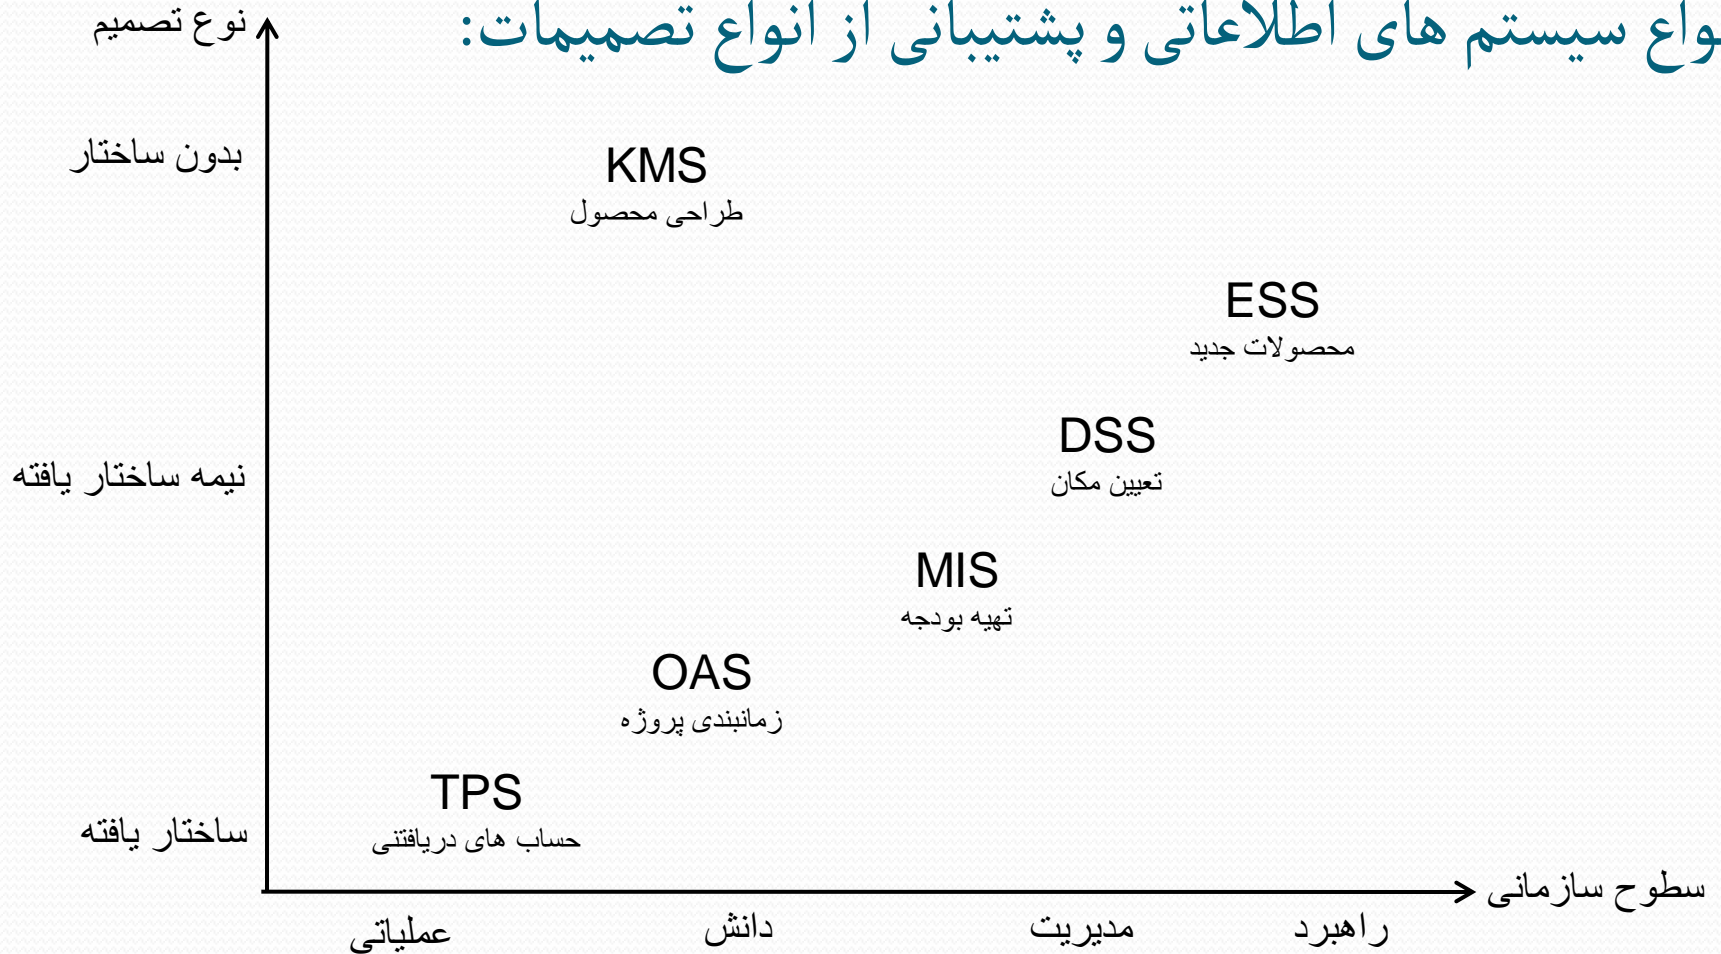 واع سیستم های اطلاعاتی و پشتیبانی از انواع تصمیمات:
نوع تصمیم
بدون ساختار
KMS
طراحی محصول
ESS
محصولات جدید
DSS
تعیین مکان
نیمه ساختار یافته
MIS
تهیه بودجه
OAS
زمانبندی پروژه
TPS
حساب های دریافتنی
ساختار یافته
سطوح سازمانی
عملیاتی
دانش
مدیریت
راهبرد